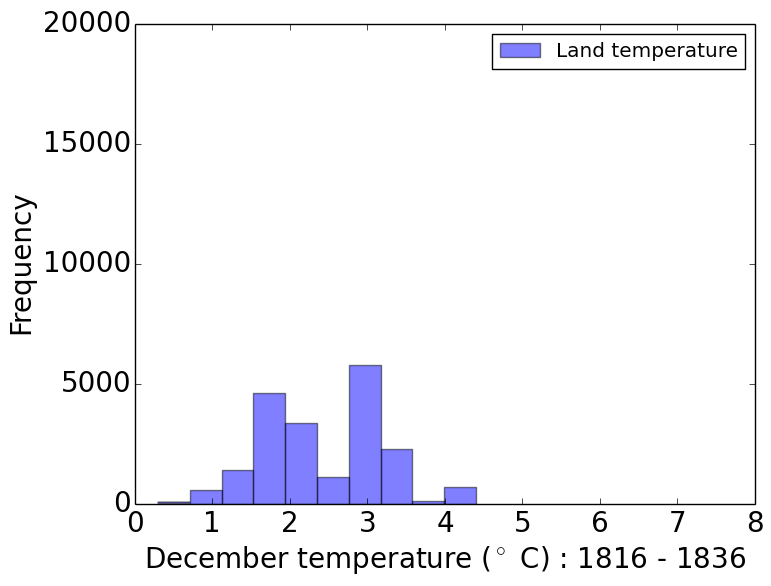 20000
Land temperature
15000
Frequency
10000
5000
0
0 1 2 3 4 5 6 7 8
December temperature (° C) : 1816 - 1836